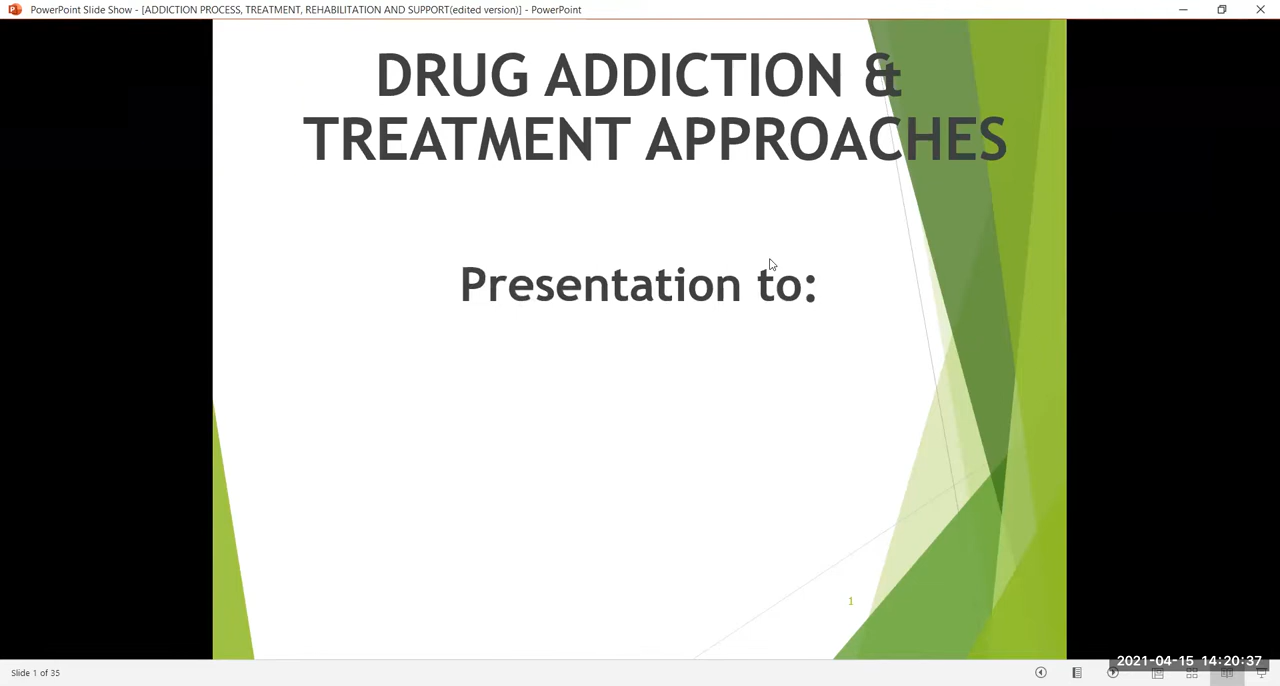 PowerPoint Slide Show - [ADDICTION PROCESS, TREATMENT, REHABILITATION AND SUPPORT(edited version)] - PowerPoint
DRUG ADDICTION &
TREATMENT APPROACHES
Presentation to:
1
2021-04-15 14:20:37
Slide 1 of 35